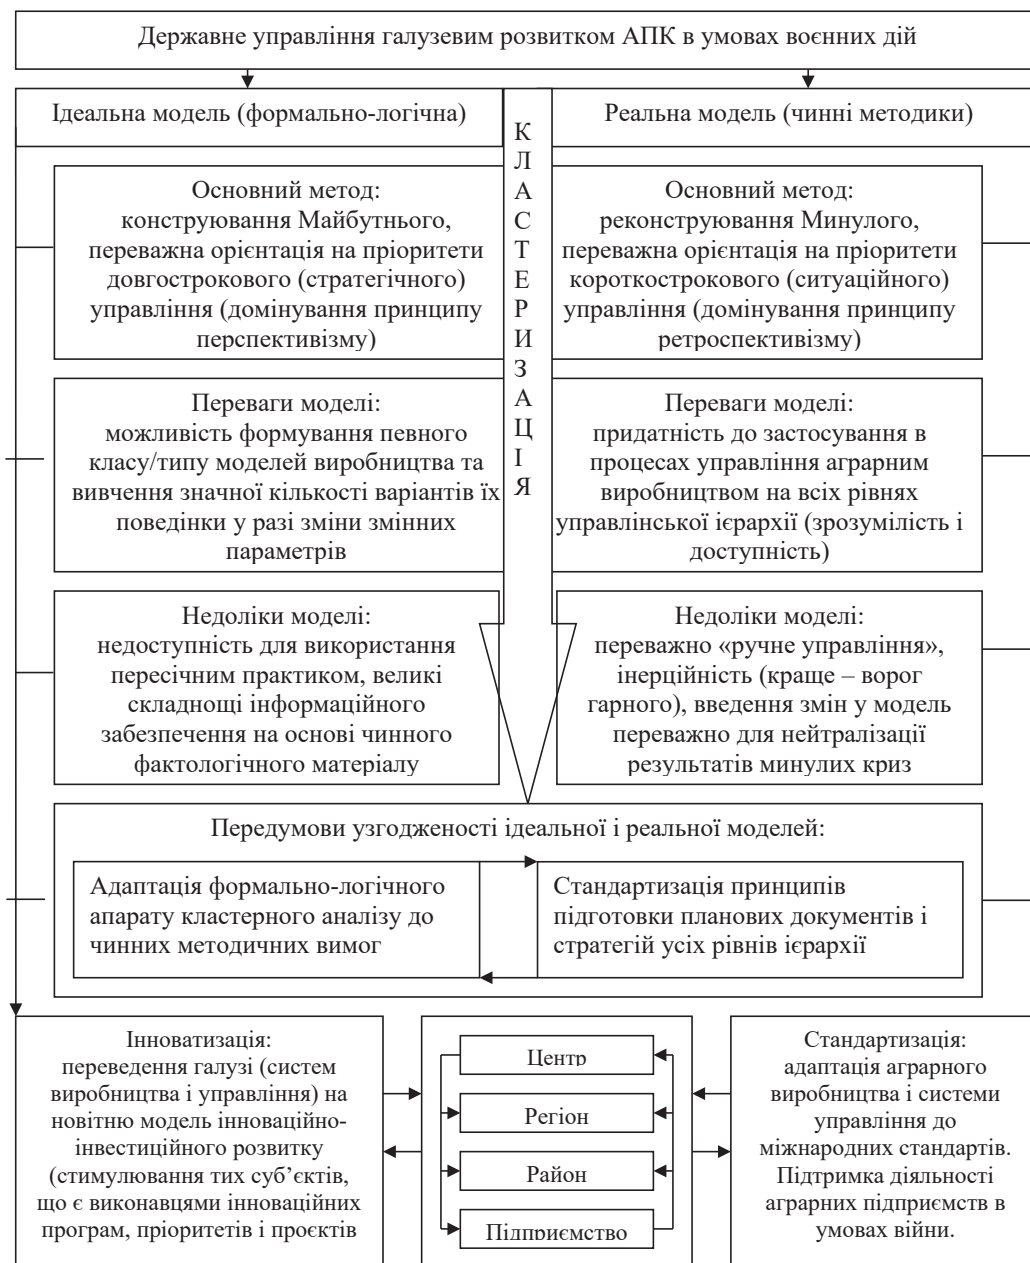 Державне управління галузевим розвитком АПК в умовах воєнних дій
Ідеальна модель (формально-логічна)
Реальна модель (чинні методики)
К
Л
А
С
Т
Е
Р
И
З
А
Ц
І
Я
Основний метод:
конструювання Майбутнього,
переважна орієнтація на пріоритети
довгострокового (стратегічного)
управління (домінування принципу
перспективізму)
Основний метод:
реконструювання Минулого,
переважна орієнтація на пріоритети
короткострокового (ситуаційного)
управління (домінування принципу
ретроспективізму)
Переваги моделі:
можливість формування певного
класу/типу моделей виробництва та
вивчення значної кількості варіантів їх
поведінки у разі зміни змінних
параметрів
Переваги моделі:
придатність до застосування в
процесах управління аграрним
виробництвом на всіх рівнях
управлінської ієрархії (зрозумілість і
доступність)
Недоліки моделі:
недоступність для використання
пересічним практиком, великі
складнощі інформаційного
забезпечення на основі чинного
фактологічного матеріалу
Недоліки моделі:
переважно «ручне управління»,
інерційність (краще – ворог
гарного), введення змін у модель
переважно для нейтралізації
результатів минулих криз
Передумови узгодженості ідеальної і реальної моделей:
Адаптація формально-логічного
апарату кластерного аналізу до
чинних методичних вимог
Стандартизація принципів
підготовки планових документів і
стратегій усіх рівнів ієрархії
Інноватизація:
переведення галузі (систем
виробництва і управління) на
новітню модель інноваційно-
інвестиційного розвитку
(стимулювання тих суб’єктів,
що є виконавцями інноваційних
програм, пріоритетів і проєктів
Центр
Регіон
Район
Підприємство
Стандартизація:
адаптація аграрного
виробництва і системи
управління до
міжнародних стандартів.
Підтримка діяльності
аграрних підприємств в
умовах війни.